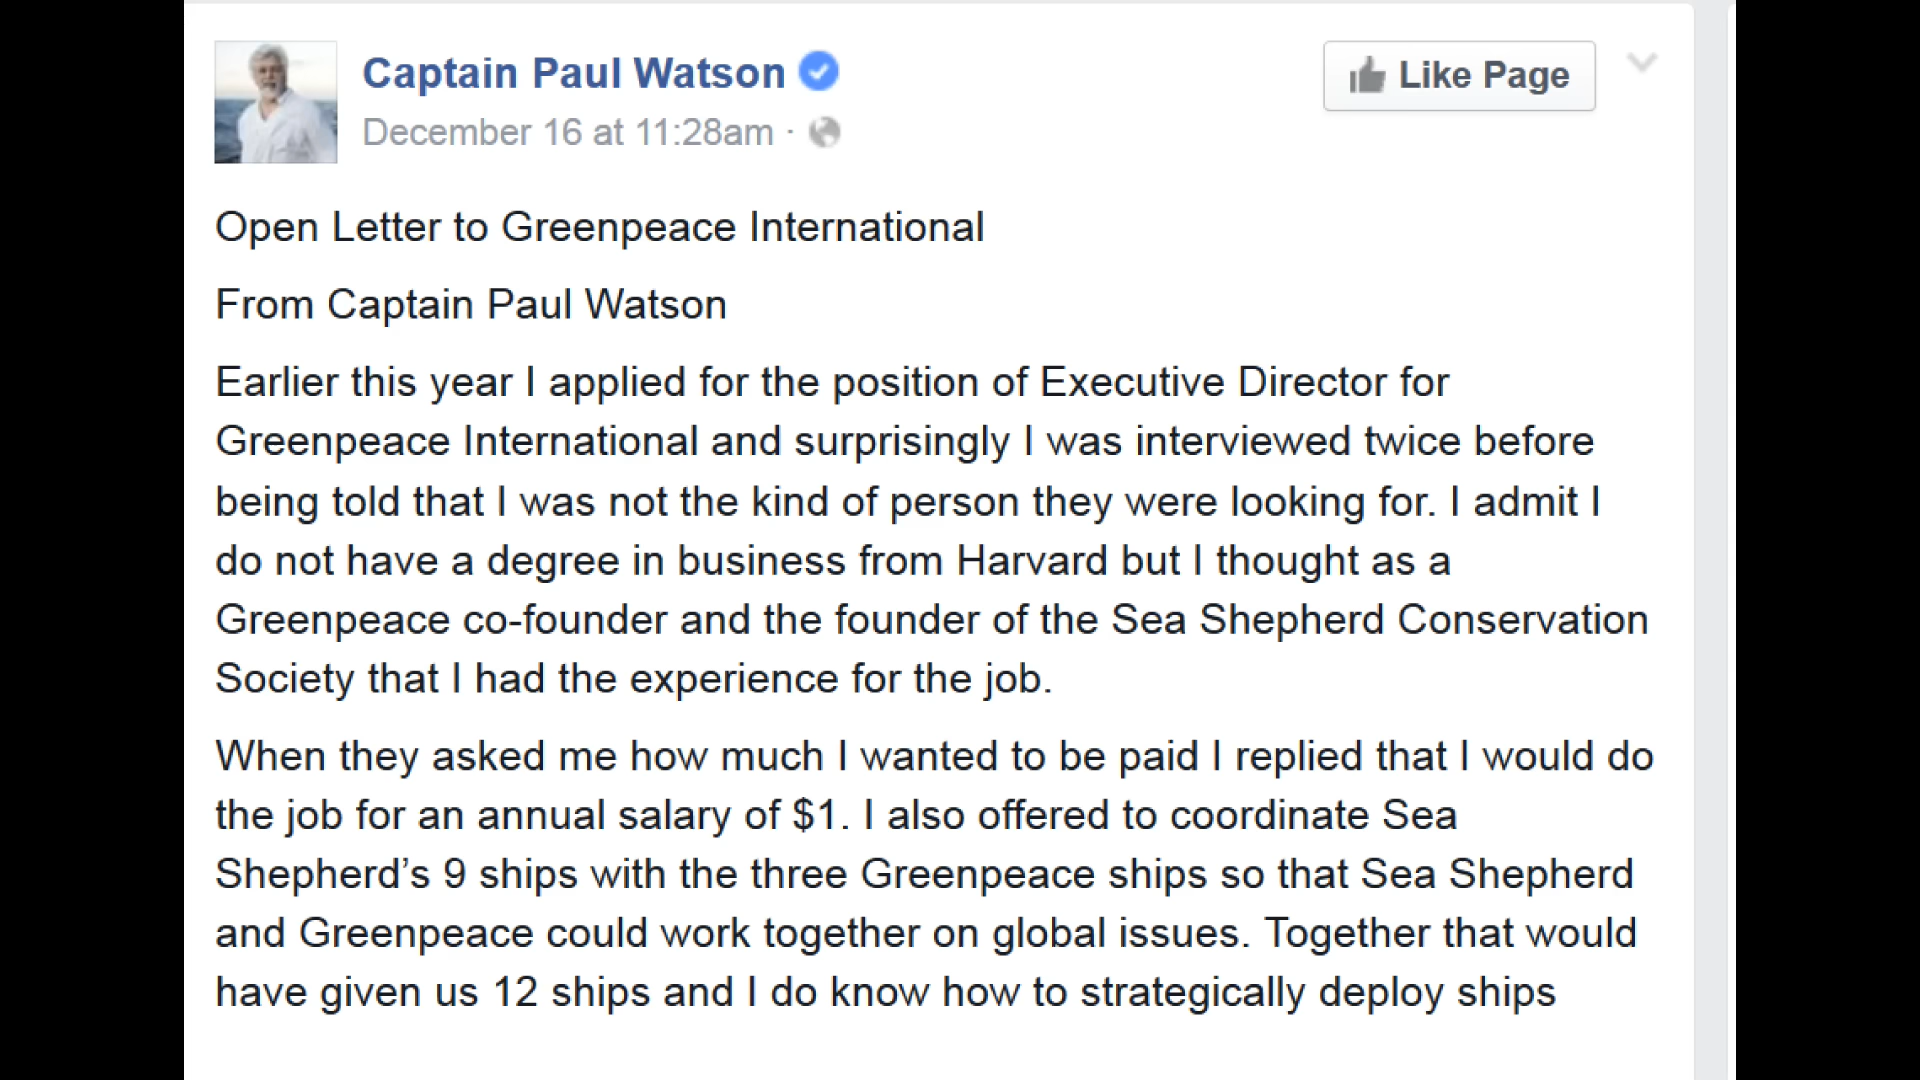 Captain Paul Watson
Like Page
December 16 at 11:28am ·
Open Letter to Greenpeace International
From Captain Paul Watson
Earlier this year I applied for the position of Executive Director for
Greenpeace International and surprisingly I was interviewed twice before
being told that I was not the kind of person they were looking for. I admit I
do not have a degree in business from Harvard but I thought as a
Greenpeace co-founder and the founder of the Sea Shepherd Conservation
Society that I had the experience for the job.
When they asked me how much I wanted to be paid I replied that I would do
the job for an annual salary of $1. I also offered to coordinate Sea
Shepherd’s 9 ships with the three Greenpeace ships so that Sea Shepherd
and Greenpeace could work together on global issues. Together that would
have given us 12 ships and I do know how to strategically deploy ships